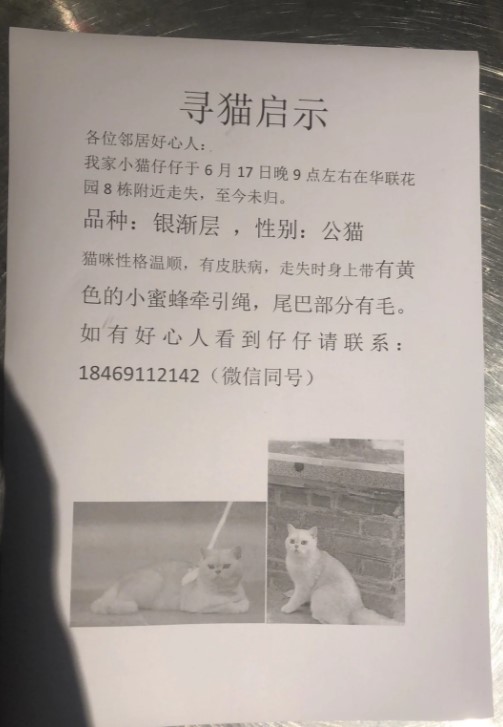 寻猫启示
各位邻居好心人：
我家小猫仔仔于 6 月 17 日晚 9 点左右在华联花
园 8 栋附近走失，至今未归。
品种：银渐层 ，性别：公猫
猫咪性格温顺，有皮肤病，走失时身上带有黄
色的小蜜蜂牵引绳，尾巴部分有毛。
如有好心人看到仔仔请联系：
18469112142（微信同号）